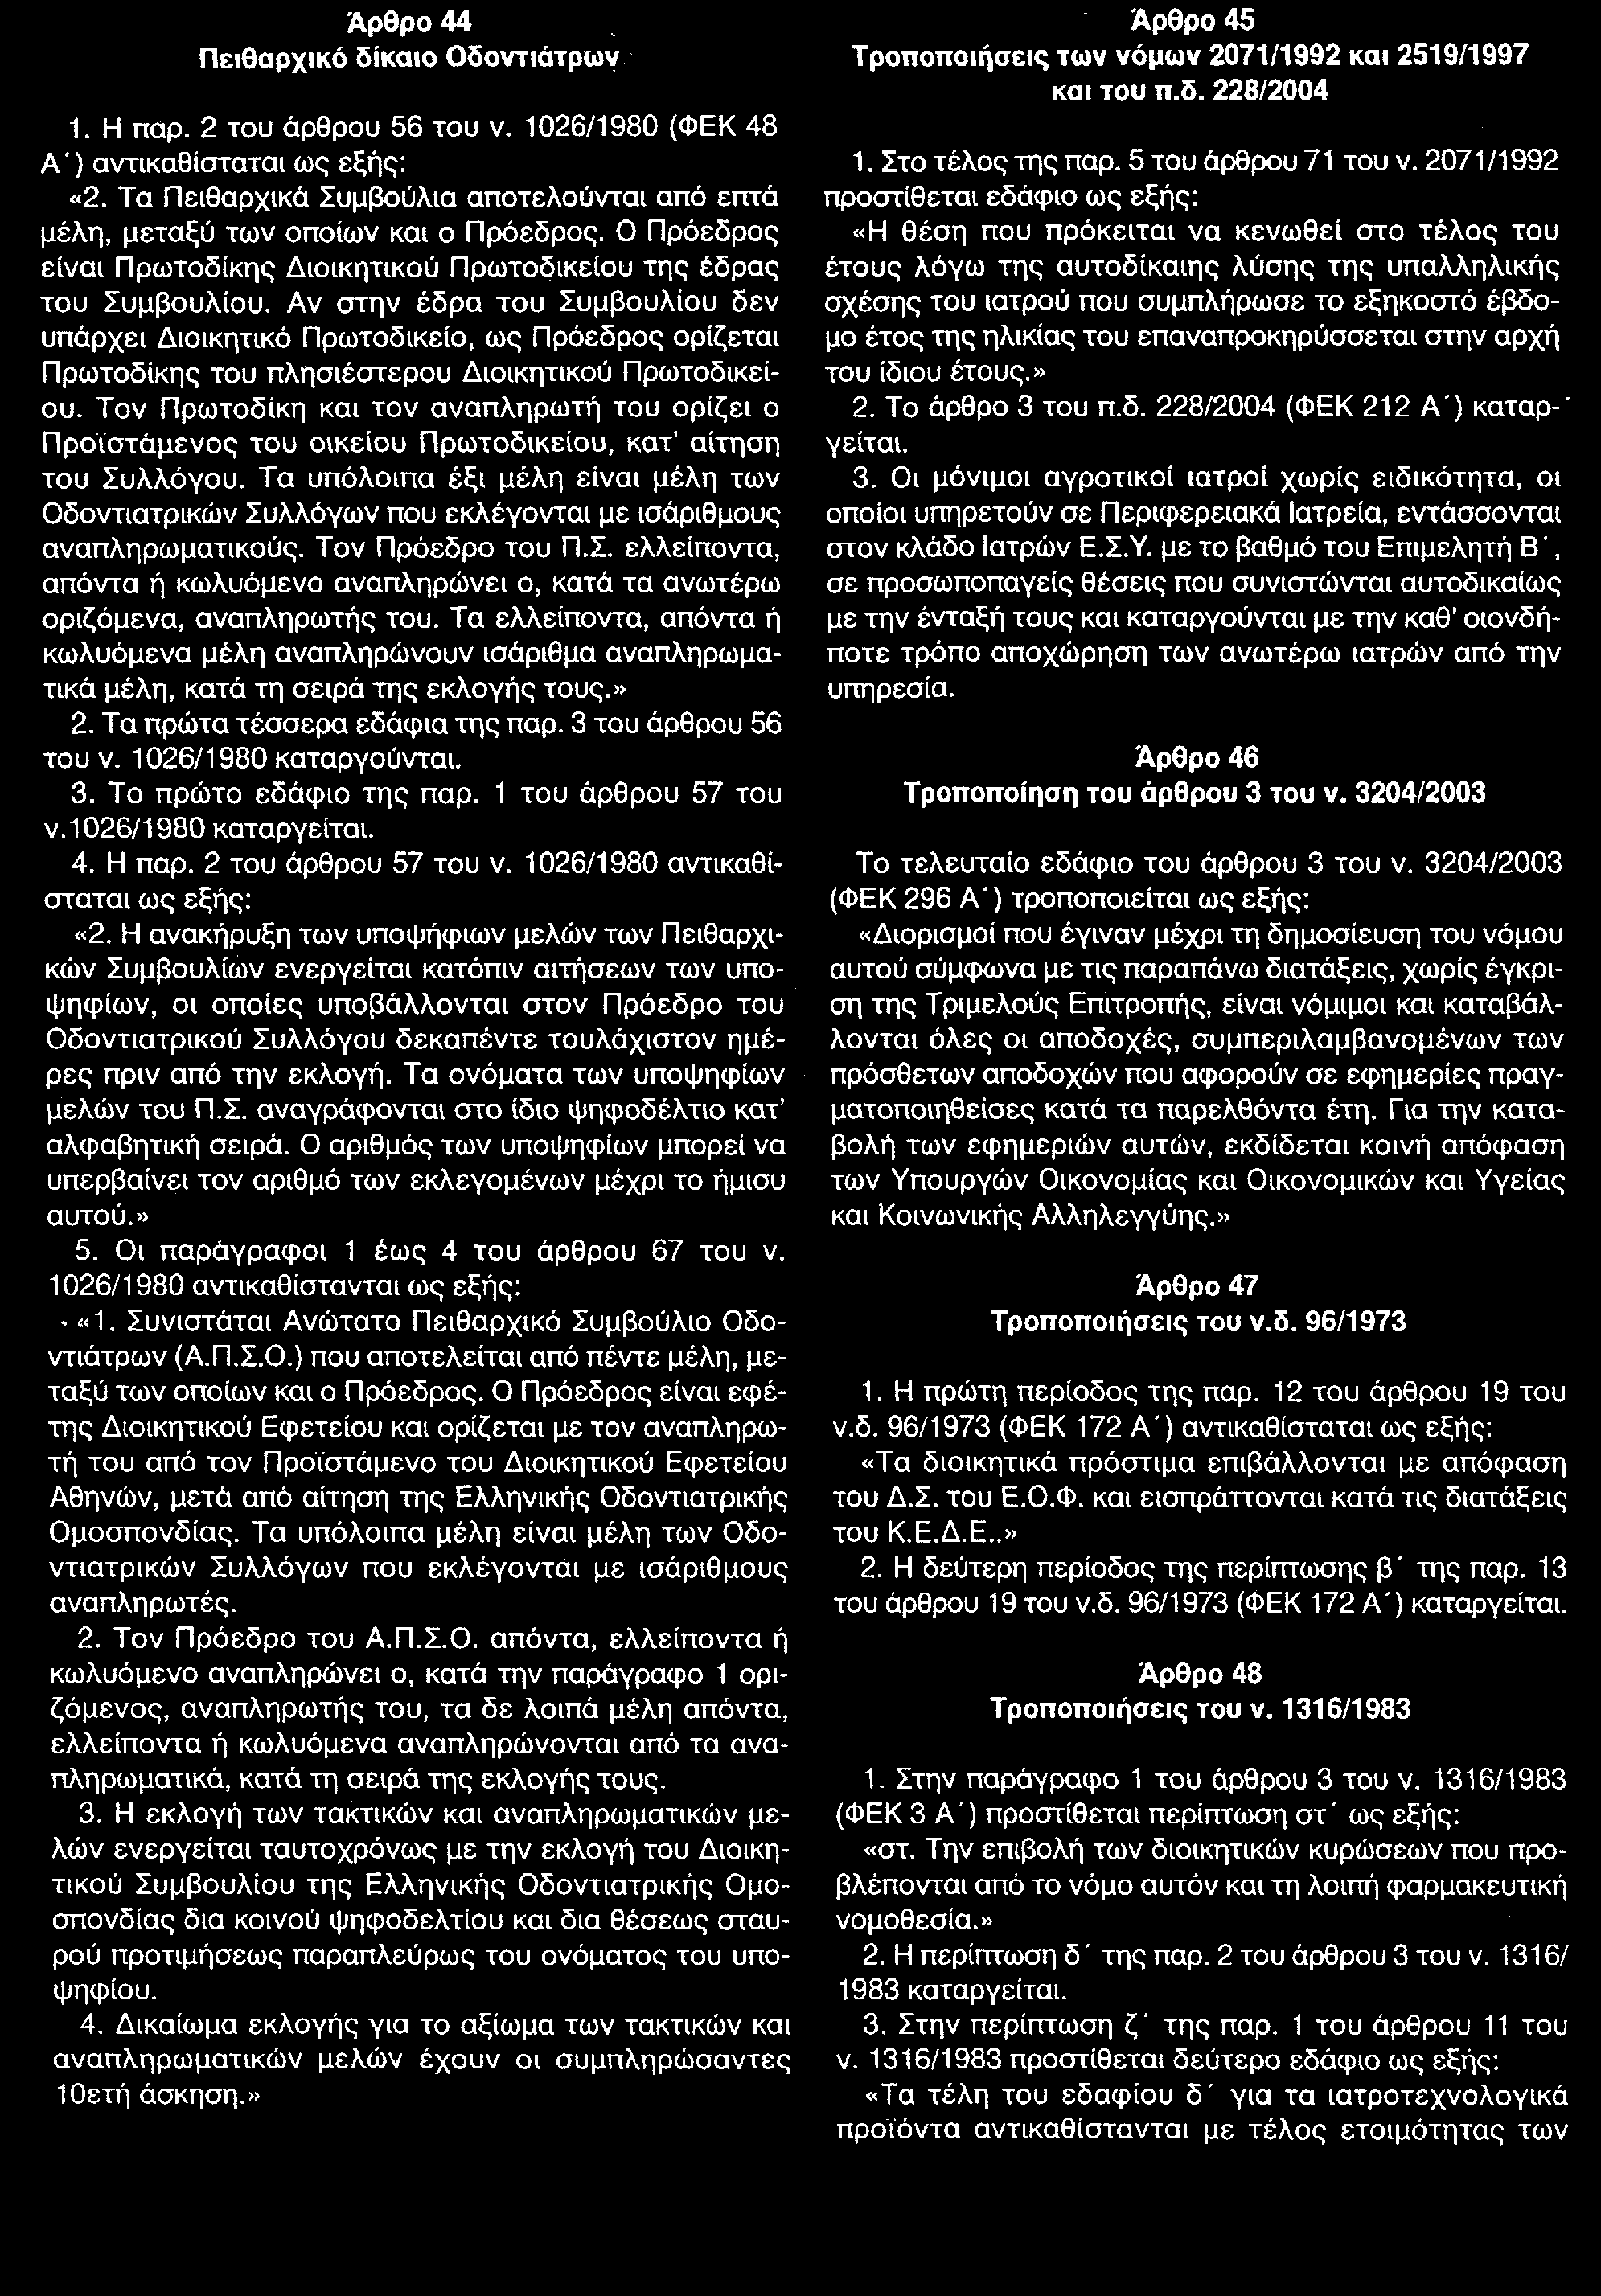 Άρθρο 44
Πειθαρχικό δίκαιο Οδοντιάτρων
1. Η παρ. 2 του άρθρου 56 του ν. 1026/1980 (ΦΕΚ 48
Α΄) αντικαθίσταται ως εξής:
«2. Τα Πειθαρχικά Συμβούλια αποτελούνται από επτά
μέλη, μεταξύ των οποίων και ο Πρόεδρος. Ο Πρόεδρος
είναι Πρωτοδίκης Διοικητικού Πρωτοδικείου της έδρας
του Συμβουλίου. Αν στην έδρα του Συμβουλίου δεν
υπάρχει Διοικητικό Πρωτοδικείο, ως Πρόεδρος ορίζεται
Πρωτοδίκης του πλησιέστερου Διοικητικού Πρωτοδικεί-
ου. Τον Πρωτοδίκη και τον αναπληρωτή του ορίζει ο
Προϊστάμενος του οικείου Πρωτοδικείου, κατ' αίτηση
του Συλλόγου. Τα υπόλοιπα έξι μέλη είναι μέλη των
Οδοντιατρικών Συλλόγων που εκλέγονται με ισάριθμους
αναπληρωματικούς. Τον Πρόεδρο του Π.Σ. ελλείποντα,
απόντα ή κωλυόμενο αναπληρώνει ο, κατά τα ανωτέρω
οριζόμενα, αναπληρωτής του. Τα ελλείποντα, απόντα ή
κωλυόμενα μέλη αναπληρώνουν ισάριθμα αναπληρωμα-
τικά μέλη, κατά τη σειρά της εκλογής τους.»
2. Τα πρώτα τέσσερα εδάφια της παρ. 3 του άρθρου 56
του ν. 1026/1980 καταργούνται.
3. Το πρώτο εδάφιο της παρ. 1 του άρθρου 57 του
ν.1026/1980 καταργείται.
4. Η παρ. 2 του άρθρου 57 του ν. 1026/1980 αντικαθί-
σταται ως εξής:
«2. Η ανακήρυξη των υποψήφιων μελών των Πειθαρχι-
κών Συμβουλίων ενεργείται κατόπιν αιτήσεων των υπο-
ψηφίων, οι οποίες υποβάλλονται στον Πρόεδρο του
Οδοντιατρικού Συλλόγου δεκαπέντε τουλάχιστον ημέ-
ρες πριν από την εκλογή. Τα ονόματα των υποψηφίων
μελών του Π.Σ. αναγράφονται στο ίδιο ψηφοδέλτιο κατ'
αλφαβητική σειρά. Ο αριθμός των υποψηφίων μπορεί να
υπερβαίνει τον αριθμό των εκλεγομένων μέχρι το ήμισυ
αυτού.»
5. Οι παράγραφοι 1 έως 4 του άρθρου 67 του ν.
1026/1980 αντικαθίστανται ως εξής:
«1. Συνιστάται Ανώτατο Πειθαρχικό Συμβούλιο Οδο-
ντιάτρων (Α.Π.Σ.Ο.) που αποτελείται από πέντε μέλη, με-
ταξύ των οποίων και ο Πρόεδρος. Ο Πρόεδρος είναι εφέ-
της Διοικητικού Εφετείου και ορίζεται με τον αναπληρω-
τή του από τον Προϊστάμενο του Διοικητικού Εφετείου
Αθηνών, μετά από αίτηση της Ελληνικής Οδοντιατρικής
Ομοσπονδίας. Τα υπόλοιπα μέλη είναι μέλη των Οδο-
ντιατρικών Συλλόγων που εκλέγονται με ισάριθμους
αναπληρωτές.
2. Τον Πρόεδρο του Α.Π.Σ.Ο. απόντα, ελλείποντα ή
κωλυόμενο αναπληρώνει ο, κατά την παράγραφο 1 ορι-
ζόμενος, αναπληρωτής του, τα δε λοιπά μέλη απόντα,
ελλείποντα ή κωλυόμενα αναπληρώνονται από τα ανα-
πληρωματικά, κατά τη σειρά της εκλογής τους.
3. Η εκλογή των τακτικών και αναπληρωματικών με-
λών ενεργείται ταυτοχρόνως με την εκλογή του Διοικη-
τικού Συμβουλίου της Ελληνικής Οδοντιατρικής Ομο-
σπονδίας δια κοινού ψηφοδελτίου και δια θέσεως σταυ-
ρού προτιμήσεως παραπλεύρως του ονόματος του υπο-
ψηφίου.
4. Δικαίωμα εκλογής για το αξίωμα των τακτικών και
αναπληρωματικών μελών έχουν οι συμπληρώσαντες
10ετή άσκηση.»
Άρθρο 45
Τροποποιήσεις των νόμων 2071/1992 και 2519/1997
και του π.δ. 228/2004
1. Στο τέλος της παρ. 5 του άρθρου 71 του ν. 2071/1992
προστίθεται εδάφιο ως εξής:
«Η θέση που πρόκειται να κενωθεί στο τέλος του
έτους λόγω της αυτοδίκαιης λύσης της υπαλληλικής
σχέσης του ιατρού που συμπλήρωσε το εξηκοστό έβδο-
μο έτος της ηλικίας του επαναπροκηρύσσεται στην αρχή
του ίδιου έτους.»
2. Το άρθρο 3 του π.δ. 228/2004 (ΦΕΚ 212 Α΄) καταρ-
γείται.
3. Οι μόνιμοι αγροτικοί ιατροί χωρίς ειδικότητα, οι
οποίοι υπηρετούν σε Περιφερειακά Ιατρεία, εντάσσονται
στον κλάδο Ιατρών Ε.Σ.Υ. με το βαθμό του Επιμελητή Β΄,
σε προσωποπαγείς θέσεις που συνιστώνται αυτοδικαίως
με την ένταξή τους και καταργούνται με την καθ' οιονδή-
ποτε τρόπο αποχώρηση των ανωτέρω ιατρών από την
υπηρεσία.
Άρθρο 46
Τροποποίηση του άρθρου 3 του ν. 3204/2003
Το τελευταίο εδάφιο του άρθρου 3 του ν. 3204/2003
(ΦΕΚ 296 Α΄) τροποποιείται ως εξής:
«Διορισμοί που έγιναν μέχρι τη δημοσίευση του νόμου
αυτού σύμφωνα με τις παραπάνω διατάξεις, χωρίς έγκρι-
ση της Τριμελούς Επιτροπής, είναι νόμιμοι και καταβάλ-
λονται όλες οι αποδοχές, συμπεριλαμβανομένων των
πρόσθετων αποδοχών που αφορούν σε εφημερίες πραγ-
ματοποιηθείσες κατά τα παρελθόντα έτη. Για την κατα-
βολή των εφημεριών αυτών, εκδίδεται κοινή απόφαση
των Υπουργών Οικονομίας και Οικονομικών και Υγείας
και Κοινωνικής Αλληλεγγύης.»
Άρθρο 47
Τροποποιήσεις του ν.δ. 96/1973
1. Η πρώτη περίοδος της παρ. 12 του άρθρου 19 του
ν.δ. 96/1973 (ΦΕΚ 172 Α΄) αντικαθίσταται ως εξής:
«Τα διοικητικά πρόστιμα επιβάλλονται με απόφαση
του Δ.Σ. του Ε.Ο.Φ. και εισπράττονται κατά τις διατάξεις
του Κ.Ε.Δ.Ε..»
2. Η δεύτερη περίοδος της περίπτωσης β΄ της παρ. 13
του άρθρου 19 του ν.δ. 96/1973 (ΦΕΚ 172 Α΄) καταργείται.
Άρθρο 48
Τροποποιήσεις του ν. 1316/1983
1. Στην παράγραφο 1 του άρθρου 3 του ν. 1316/1983
(ΦΕΚ 3 Α΄) προστίθεται περίπτωση στ΄ ως εξής:
«στ. Την επιβολή των διοικητικών κυρώσεων που προ-
βλέπονται από το νόμο αυτόν και τη λοιπή φαρμακευτική
νομοθεσία.»
2. Η περίπτωση δ΄ της παρ. 2 του άρθρου 3 του ν. 1316/
1983 καταργείται.
3. Στην περίπτωση ζ΄ της παρ. 1 του άρθρου 11 του
ν. 1316/1983 προστίθεται δεύτερο εδάφιο ως εξής:
«Τα τέλη του εδαφίου δ΄ για τα ιατροτεχνολογικά
προϊόντα αντικαθίστανται με τέλος ετοιμότητας των